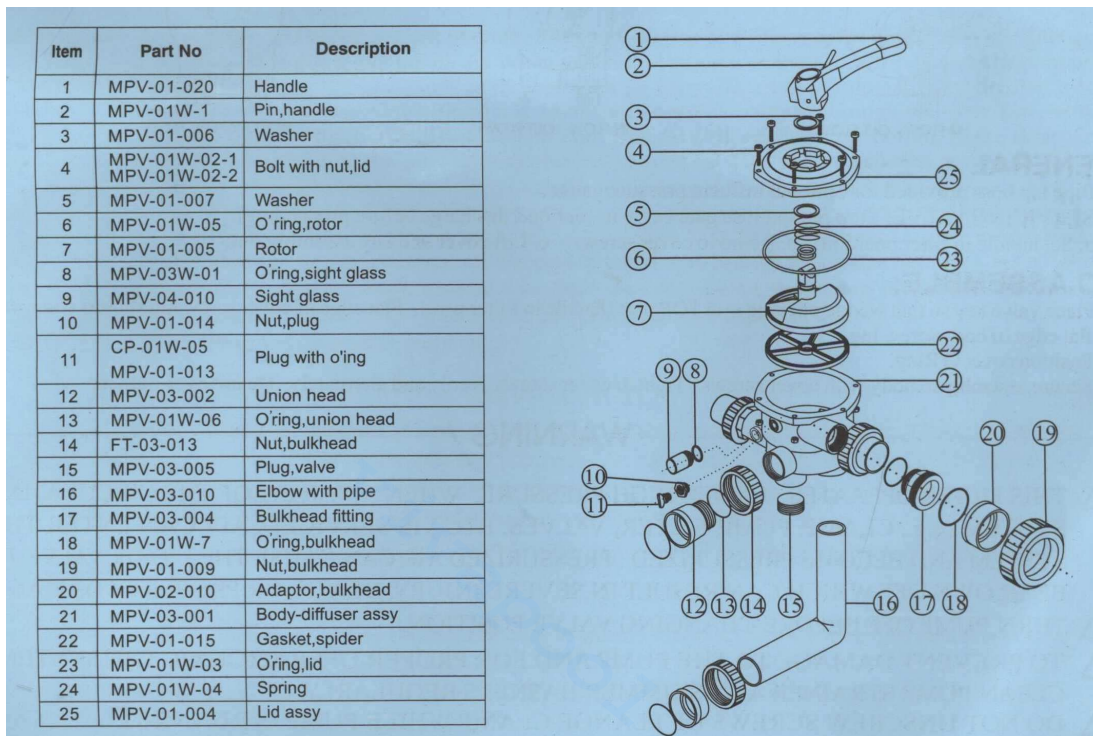 Item Part No Description
1 MPV-01-020 Handle
2 MPV-01W-1 Pin,handle
3 MPV-01-006 Washer
4 MPV-01W-02-1 Bolt with nut,lid
MPV-01W-02-2
5 MPV-01-007 Washer
6 MPV-01W-05 O'ring,rotor
7 MPV-01-005 Rotor
8 MPV-03W-01 O'ring,sight glass
9 MPV-04-010 Sight glass
10 MPV-01-014 Nut,plug
11 CP-01W-05 Plug with o'ing
MPV-01-013
12 MPV-03-002 Union head
13 MPV-01W-06 O'ring,union head
14 FT-03-013 Nut,bulkhead
15 MPV-03-005 Plug,valve
16 MPV-03-010 Elbow with pipe
17 MPV-03-004 Bulkhead fitting
18 MPV-01W-7 O'ring,bulkhead
19 MPV-01-009 Nut,bulkhead
20 MPV-02-010 Adaptor,bulkhead
21 MPV-03-001 Body-diffuser assy
22 MPV-01-015 Gasket,spider
23 MPV-01W-03 O'ring,lid
24 MPV-01W-04 Spring
25 MPV-01-004 Lid assy
1
2
3
4
25
5
24
6
23
7
22
21
9 8
20 19
10
11
12 13 14 15 16 17 18